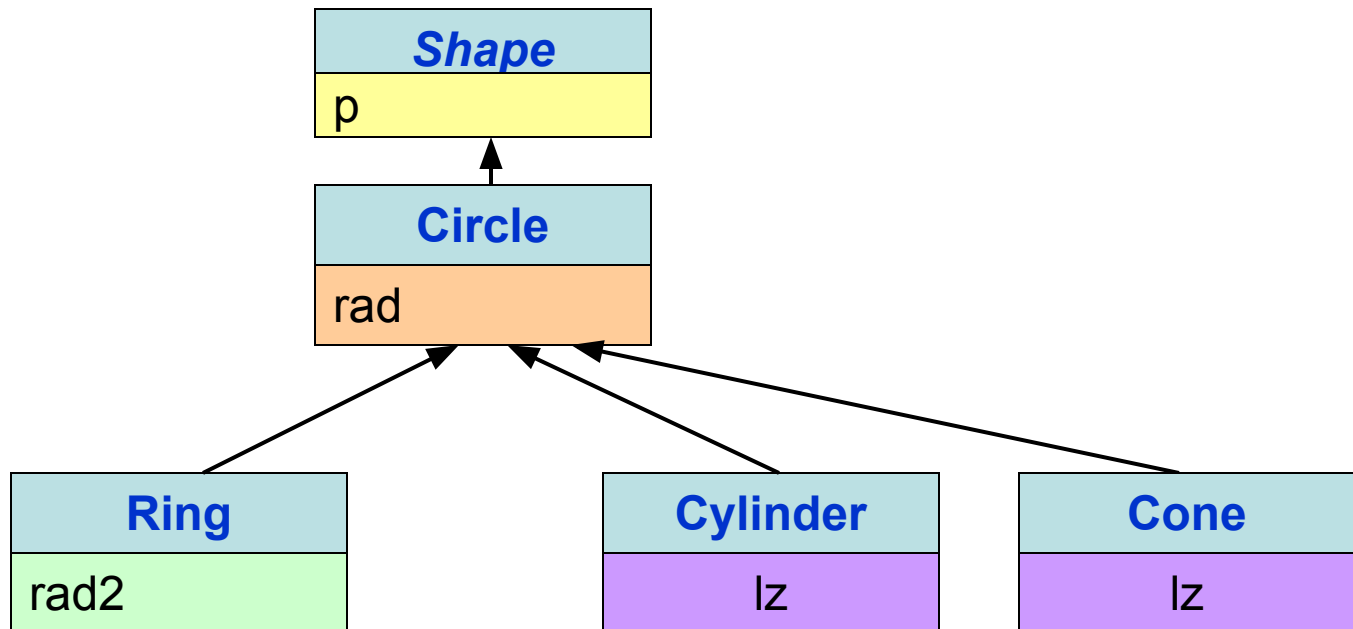 Shape
p
Circle
rad
Ring
Cylinder
Cone
rad2
lz
lz